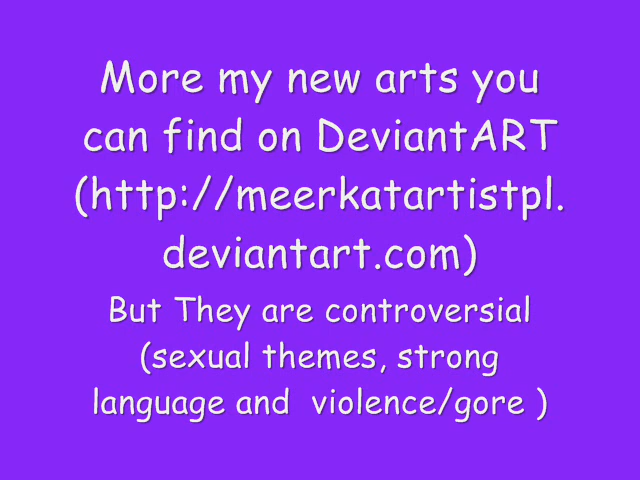 More my new arts you
can find on DeviantART
(http://meerkatartistpl.
deviantart.com)
But They are controversial
(sexual themes, strong
language and  violence/gore )